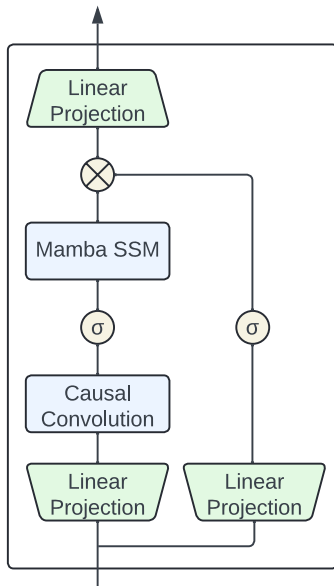 Linear
Projection
Mamba SSM
σ
σ
Causal
Convolution
Linear
Projection
Linear
Projection